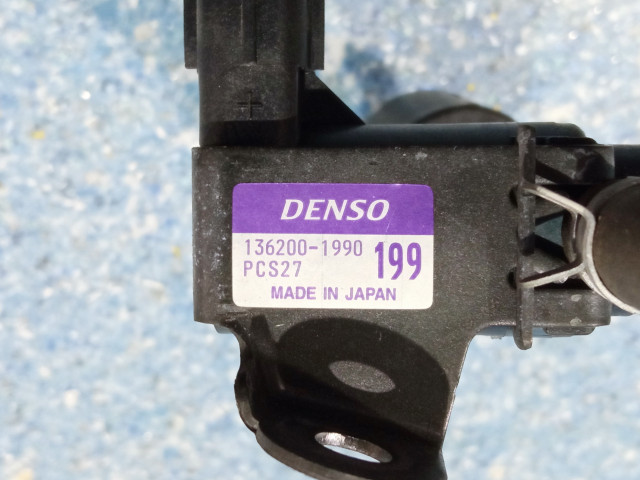 DENSO
136200-1990
PCS27
199
MADE IN JAPAN